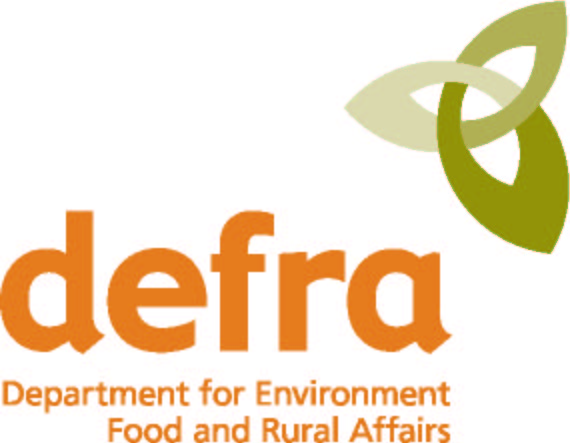 defra
Department for Environment
Food and Rural Affairs